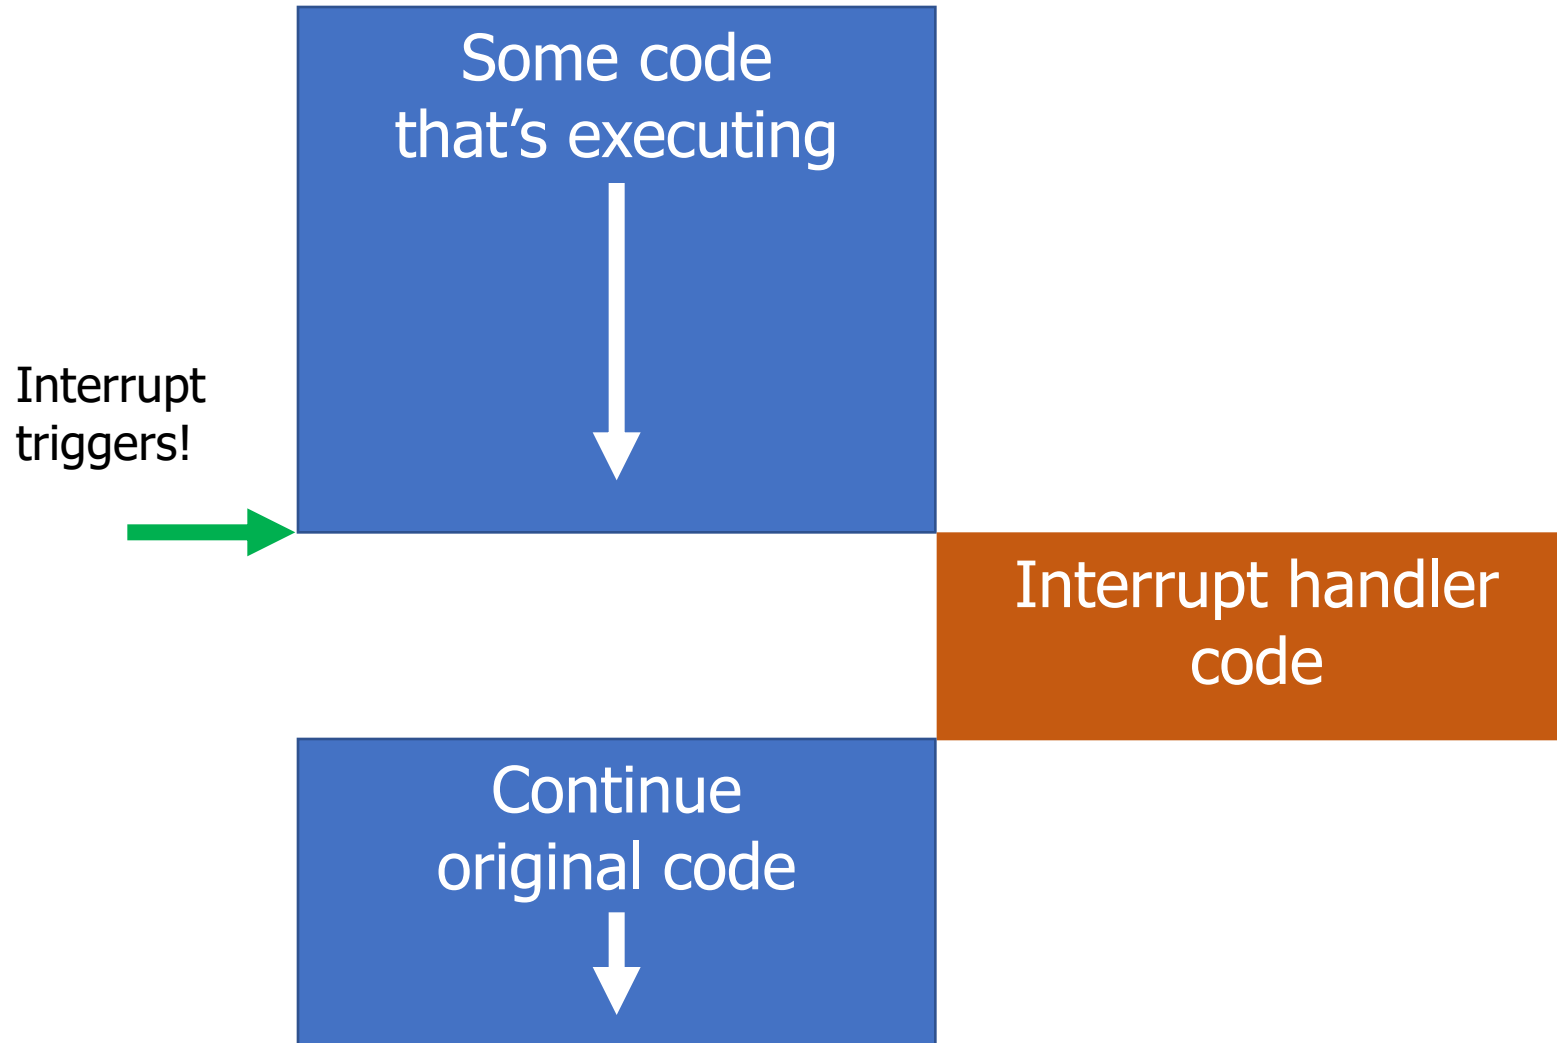 Some code
that’s executing
Interrupt
triggers!
Interrupt handler
code
Continue
original code